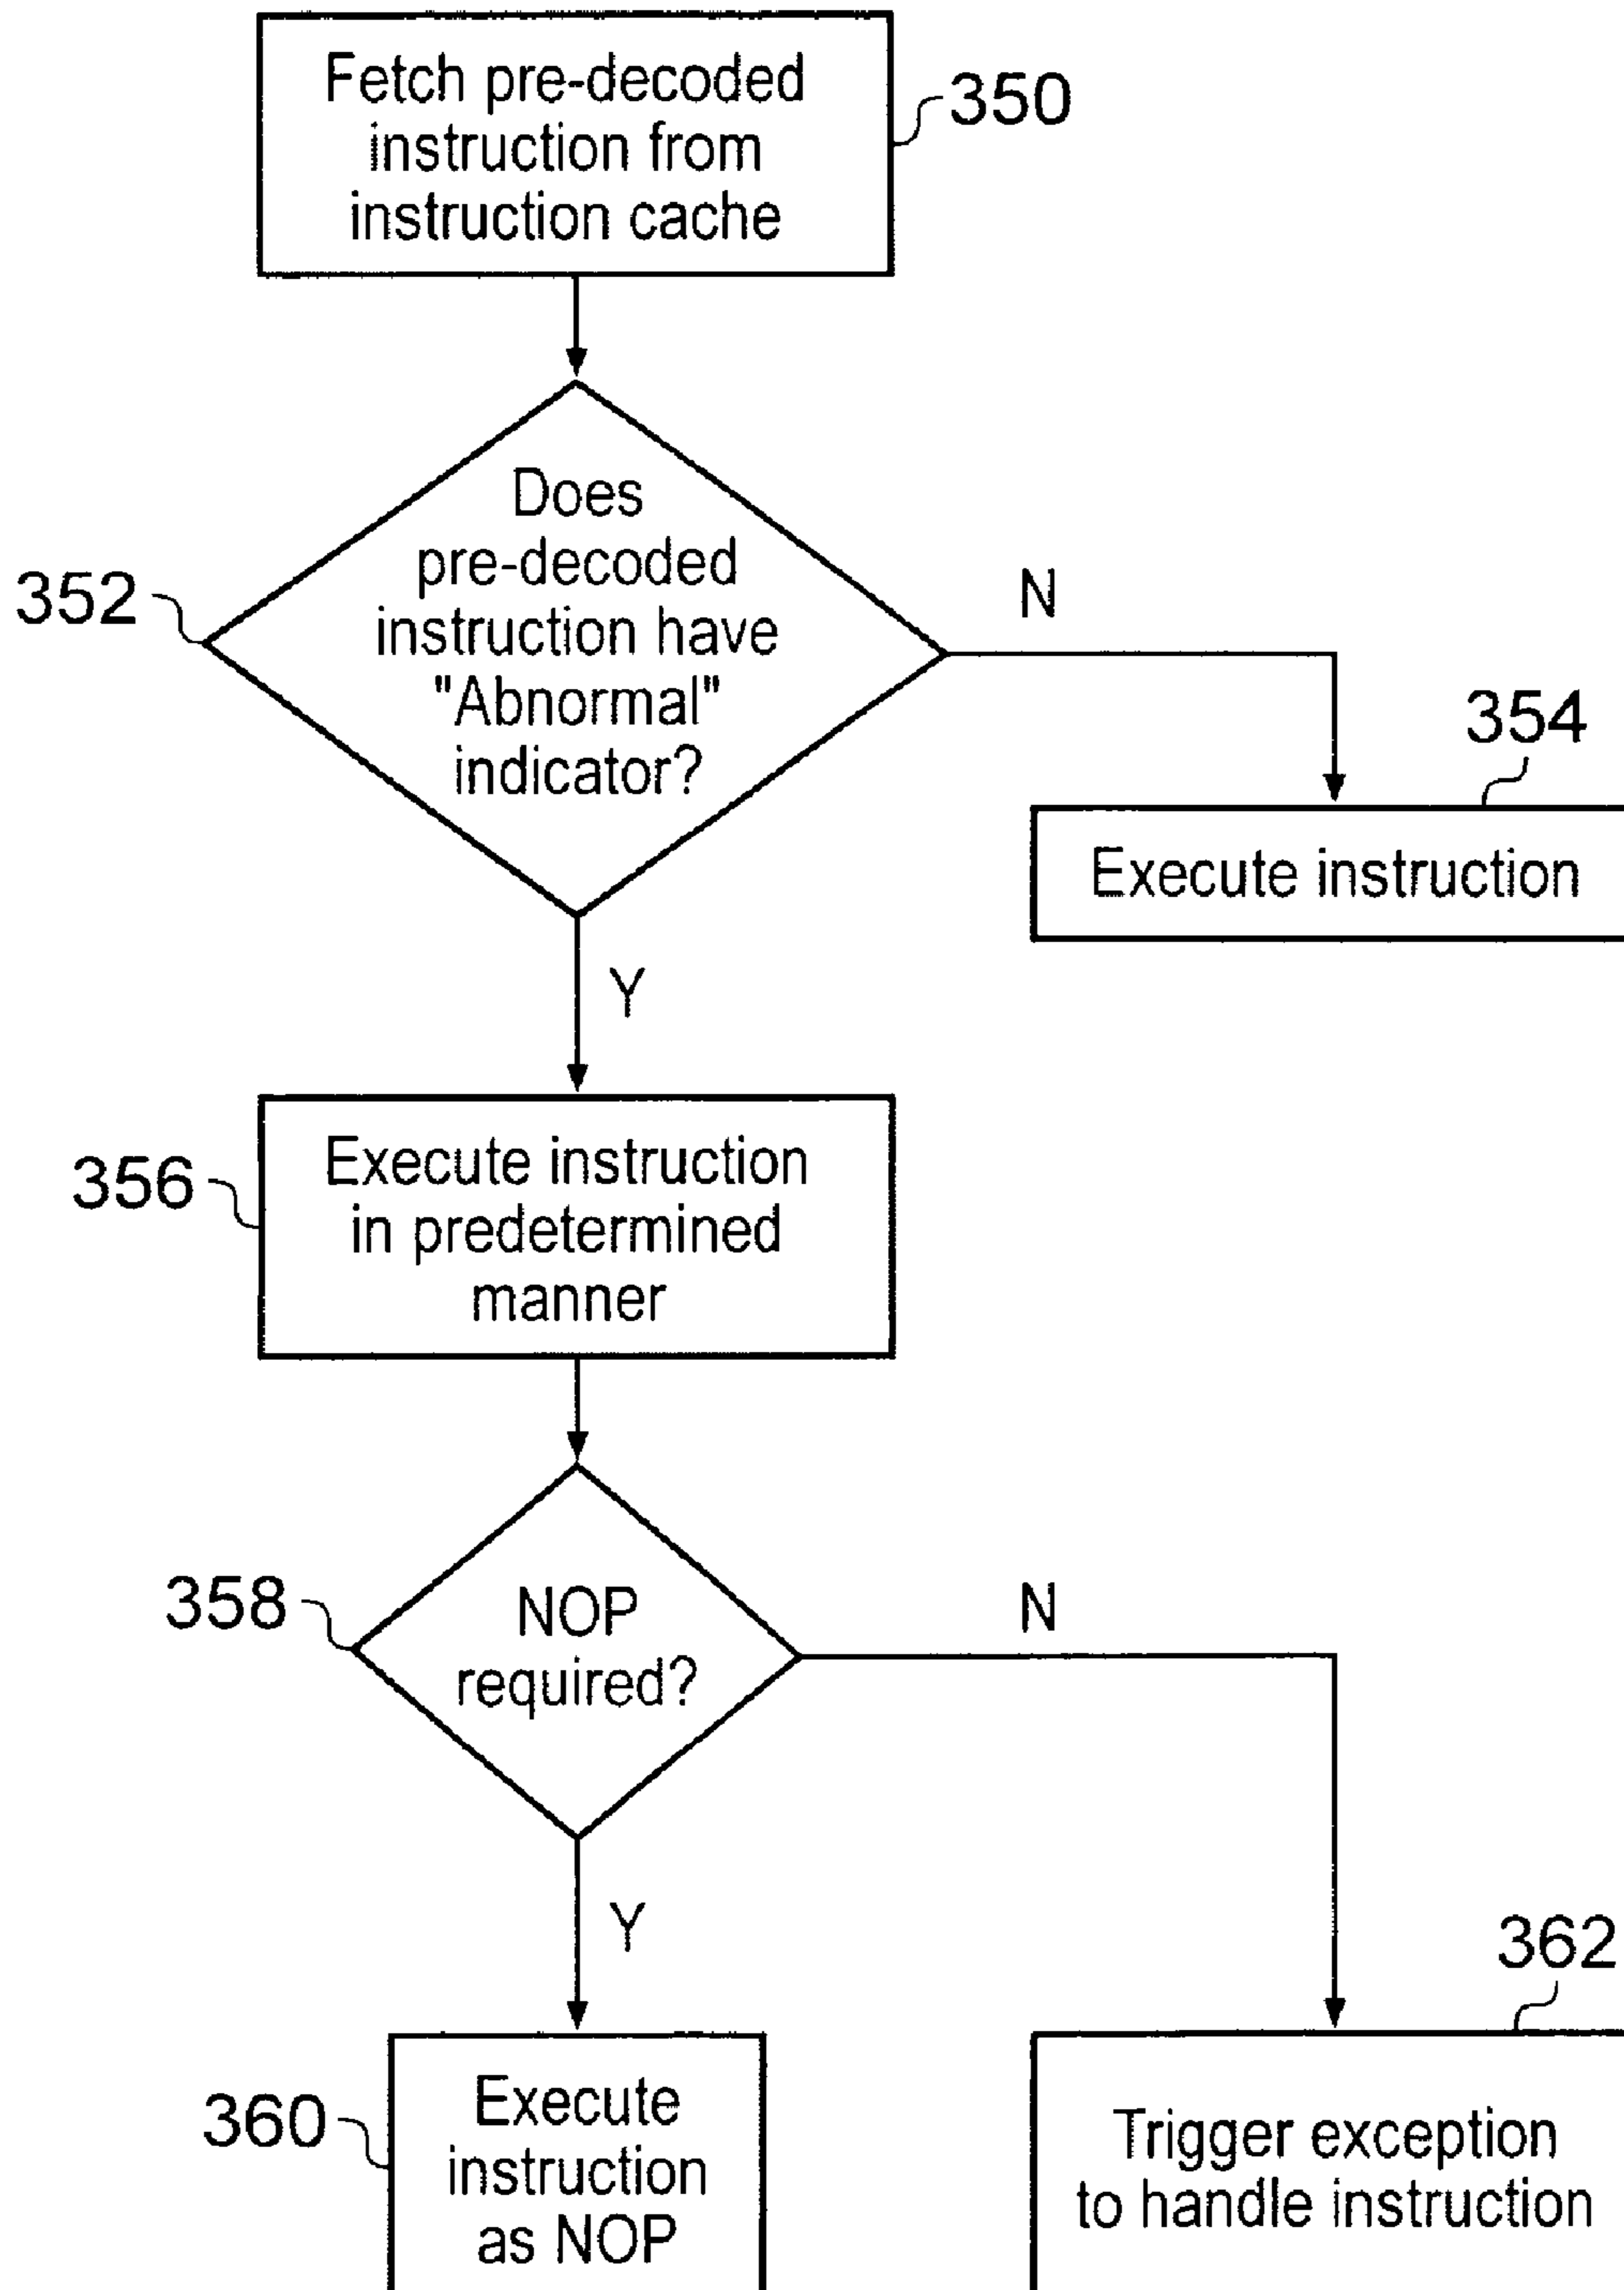 Fetch pre-decoded
instruction from
instruction cache
350
Does
pre-decoded
instruction have
"Abnormal"
indicator?
352
N
354
Execute instruction
Y
356
Execute instruction
in predetermined
manner
358
NOP
required?
N
Y
362
360
Execute
instruction
as NOP
Trigger exception
to handle instruction